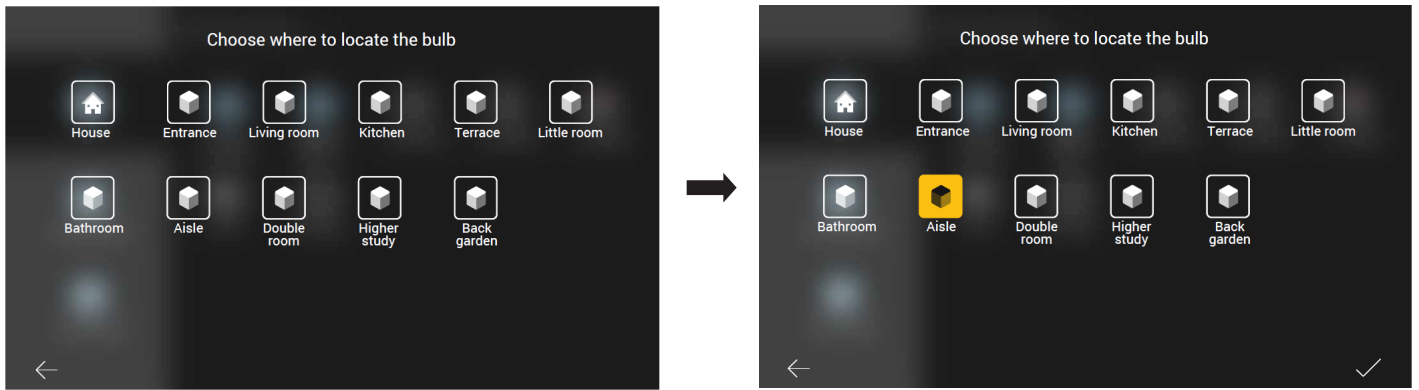 Choose where to locate the bulb
House Entrance Living room Kitchen Terrace Little room
Bathroom Aisle Double room Higher study Back garden
Choose where to locate the bulb
House Entrance Living room Kitchen Terrace Little room
Bathroom Aisle Double room Higher study Back garden